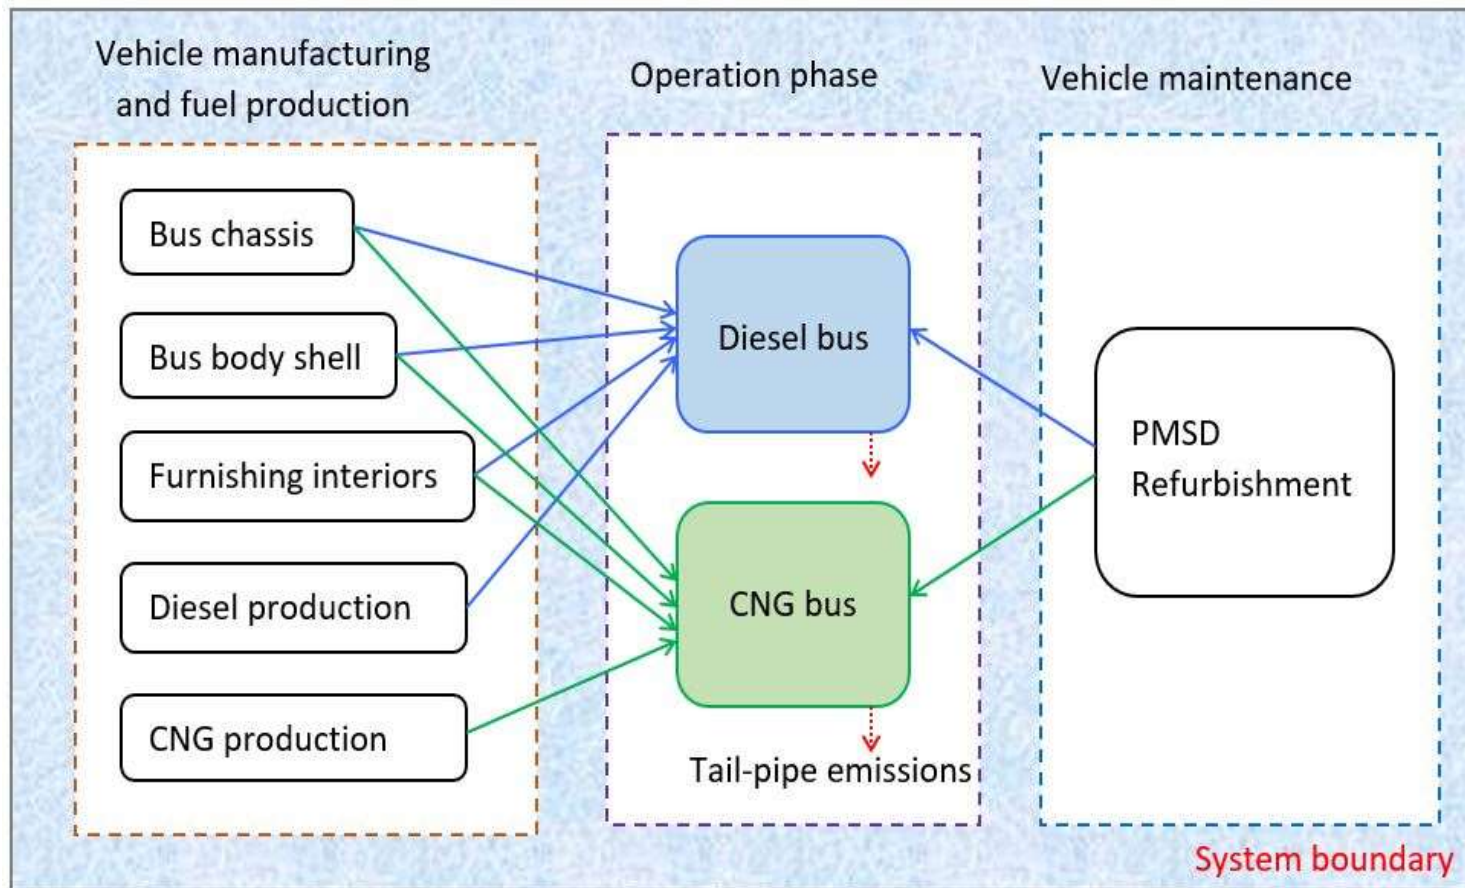 Vehicle manufacturing
and fuel production
Operation phase
Vehicle maintenance
Bus chassis
Bus body shell
Furnishing interiors
Diesel production
CNG production
Diesel bus
CNG bus
Tail-pipe emissions
PMSD
Refurbishment
System boundary